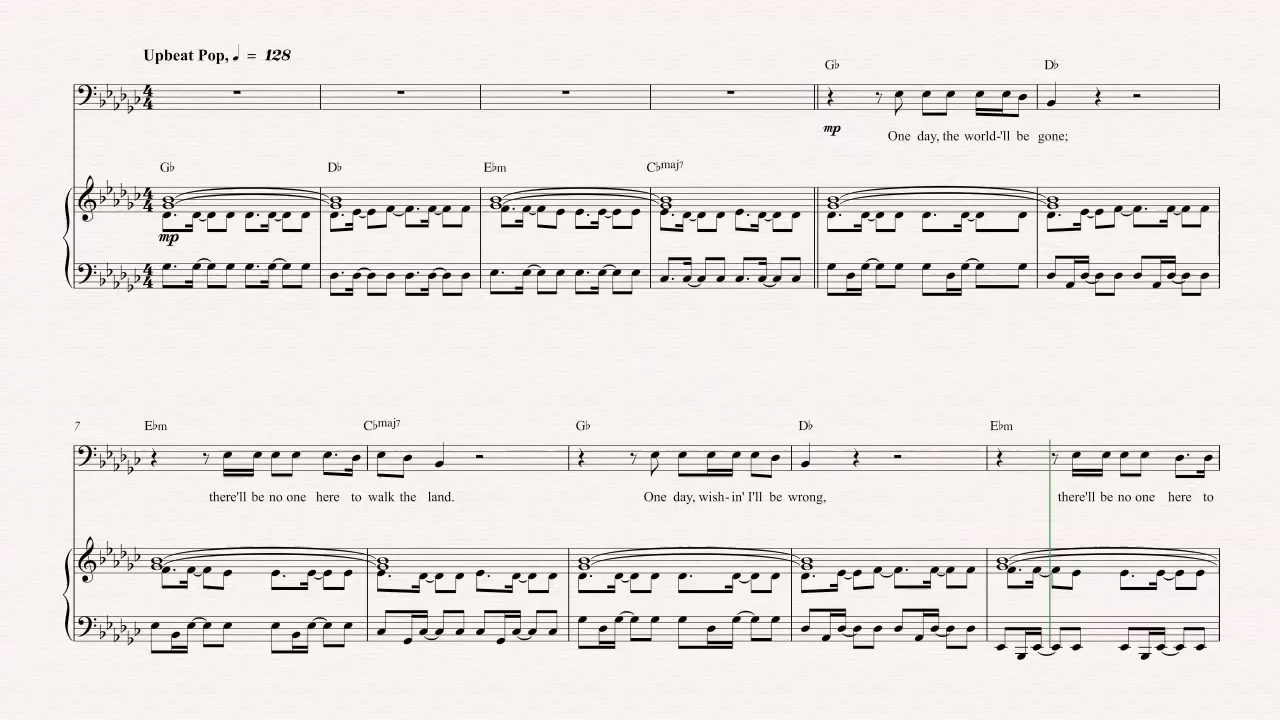 Upbeat Pop, ♩ = 128
G♭ D♭
mp
One day, the world-'ll be gone;
G♭ D♭ E♭m C♭maj7
mp
7
E♭m C♭maj7 G♭ D♭ E♭m
there'll be no one here to walk the land. One day, wish-in' I'll be wrong, there'll be no one here to